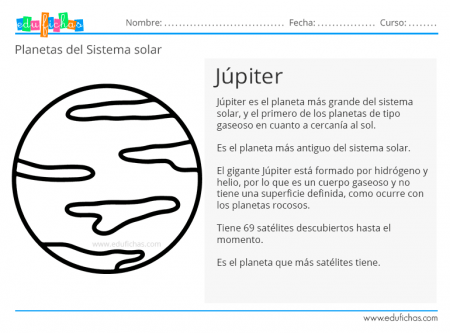 edufichas
Nombre: ............................................ Fecha: ..................... Curso: ..........
Planetas del Sistema solar
Júpiter
Júpiter es el planeta más grande del sistema
solar, y el primero de los planetas de tipo
gaseoso en cuanto a cercanía al sol.
Es el planeta más antiguo del sistema solar.
El gigante Júpiter está formado por hidrógeno y
helio, por lo que es un cuerpo gaseoso y no
tiene una superficie definida, como ocurre con
los planetas rocosos.
Tiene 69 satélites descubiertos hasta el
momento.
Es el planeta que más satélites tiene.
www.edufichas.com
www.edufichas.com